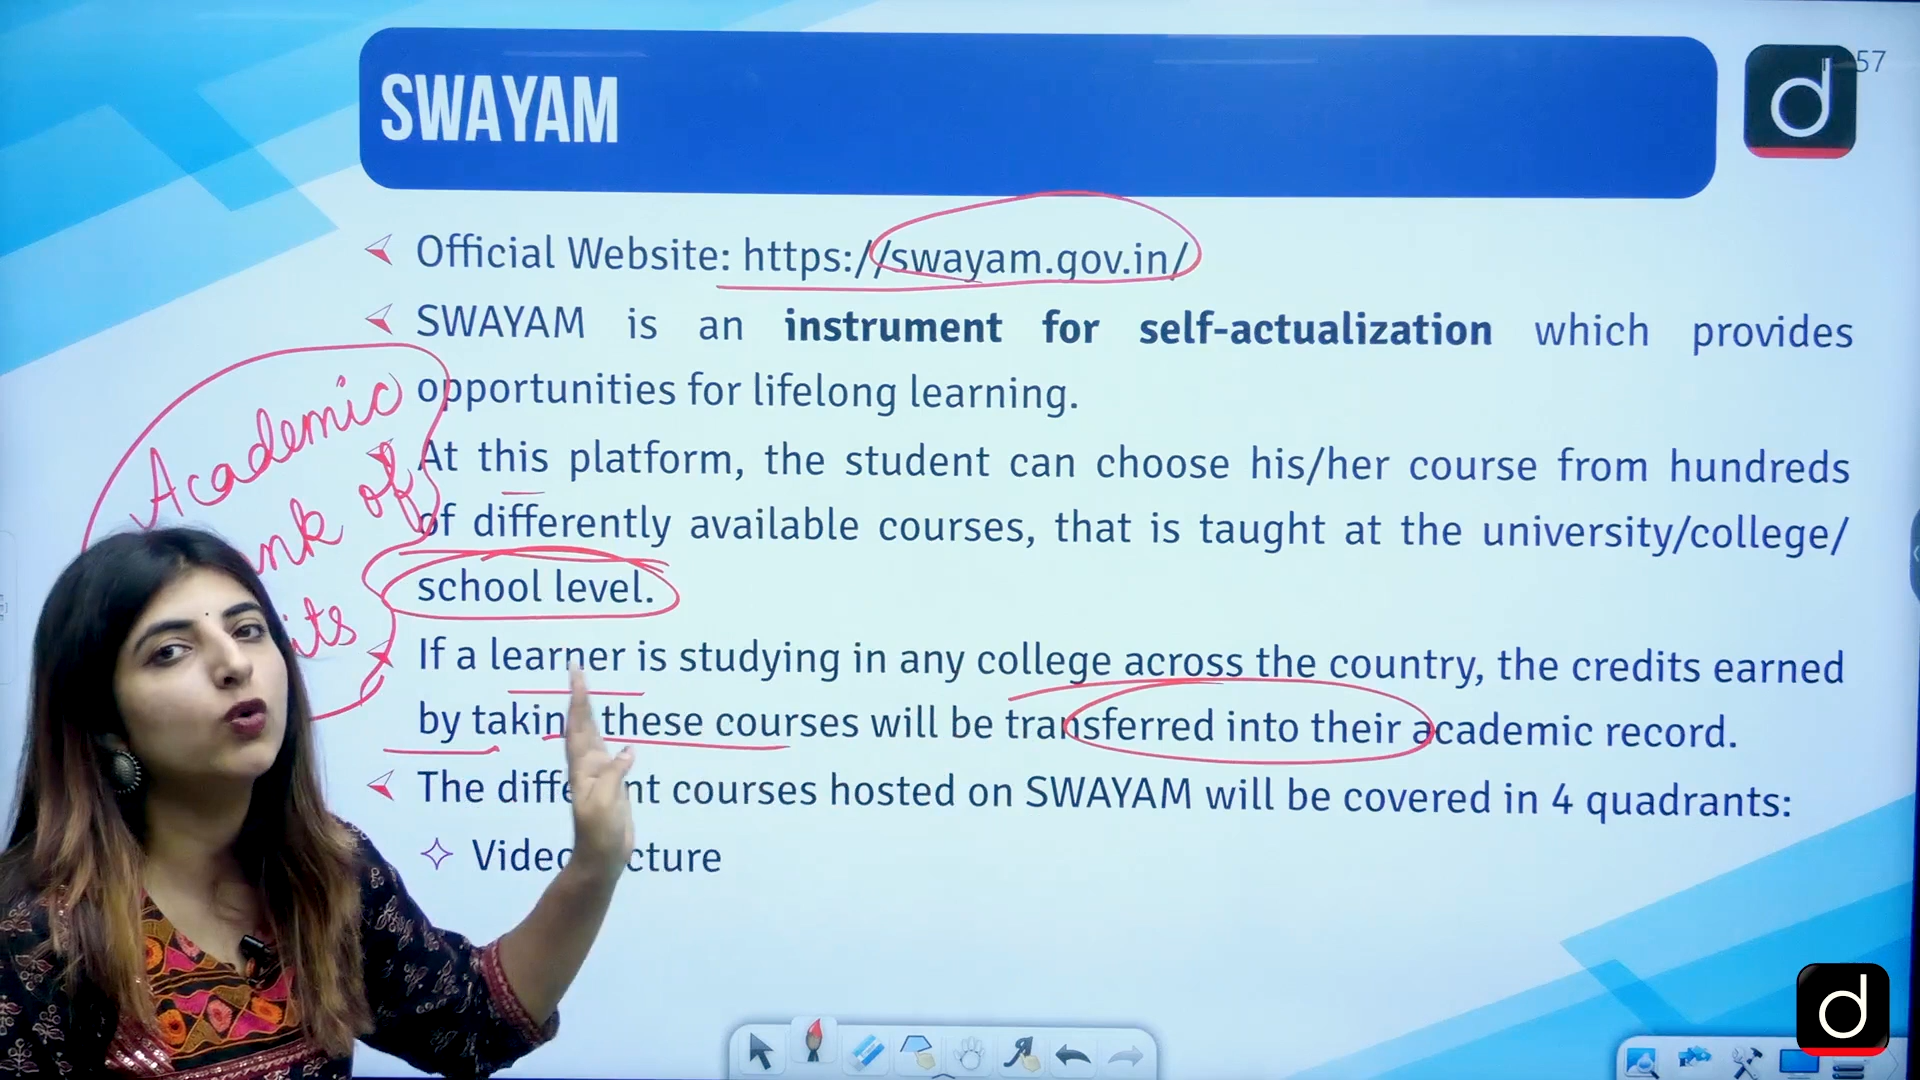 SWAYAM
d 57
Official Website: https://swayam.gov.in/
SWAYAM is an instrument for self-actualization which provides
opportunities for lifelong learning.
Academic
of
At this platform, the student can choose his/her course from hundreds
of differently available courses, that is taught at the university/college/
school level.
If a learner is studying in any college across the country, the credits earned
by taking these courses will be transferred into their academic record.
The different courses hosted on SWAYAM will be covered in 4 quadrants:
Video
d